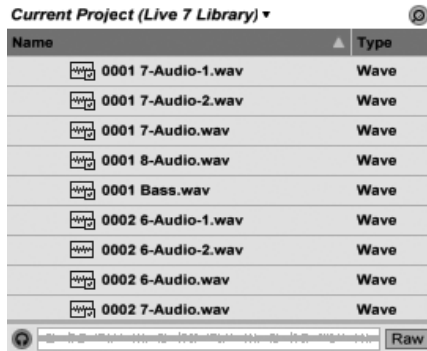 Current Project (Live 7 Library)
Name Type
0001 7-Audio-1.wav Wave
0001 7-Audio-2.wav Wave
0001 7-Audio.wav Wave
0001 8-Audio.wav Wave
0001 Bass.wav Wave
0002 6-Audio-1.wav Wave
0002 6-Audio-2.wav Wave
0002 6-Audio.wav Wave
0002 7-Audio.wav Wave
Raw